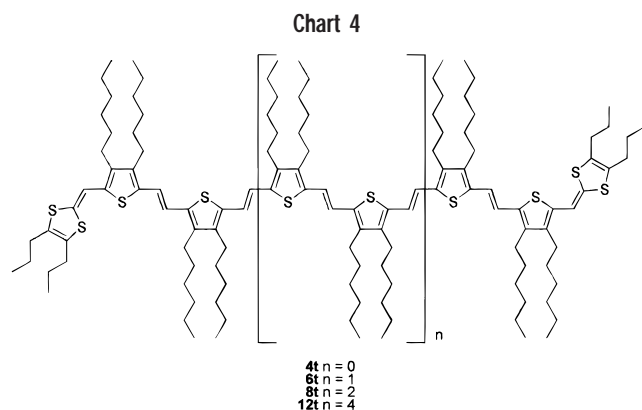 Chart 4
S
S S S S
S S S S
S
n
4t n = 0
6t n = 1
8t n = 2
12t n = 4